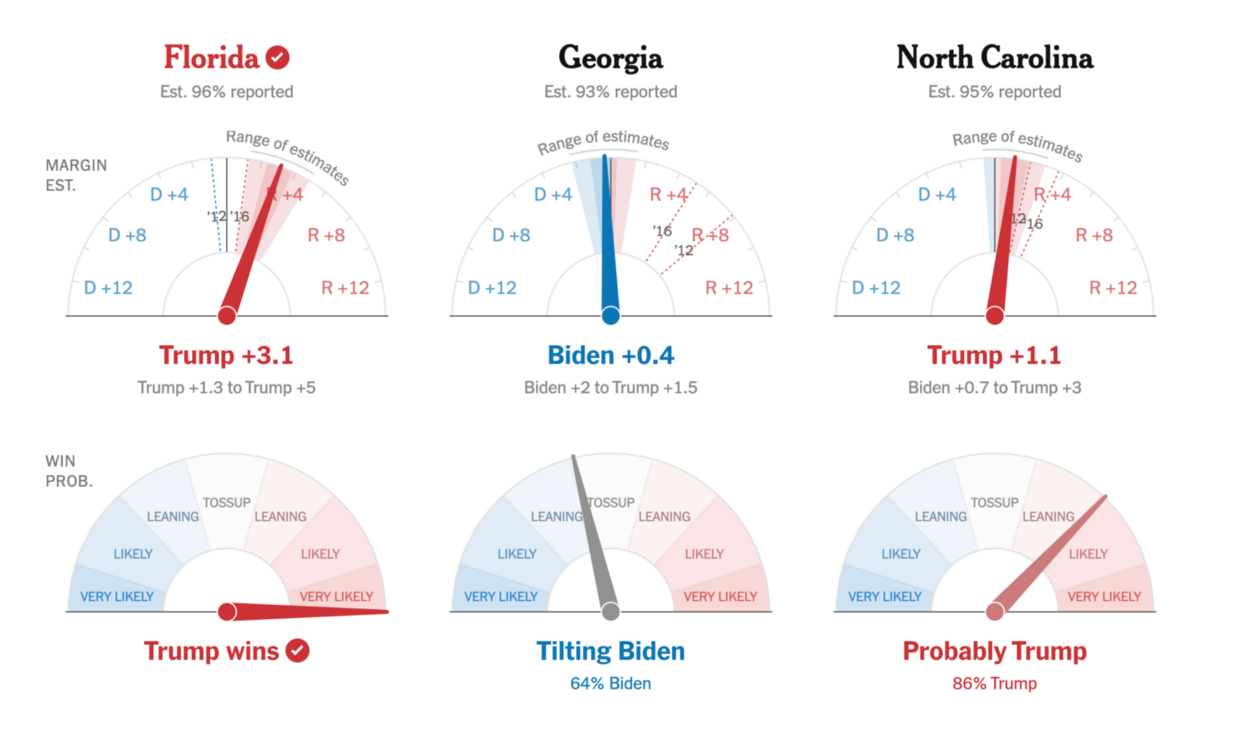 Florida
Est. 96% reported
Georgia
Est. 93% reported
North Carolina
Est. 95% reported
MARGIN
EST.
Range of estimates
D +12
D +8
D +4
'12
'16
R +4
R +8
R +12
Trump +3.1
Trump +1.3 to Trump +5
Range of estimates
D +12
D +8
D +4
R +4
'16
'12
R +8
R +12
Biden +0.4
Biden +2 to Trump +1.5
Range of estimates
D +12
D +8
D +4
R +4
'12
'16
R +8
R +12
Trump +1.1
Biden +0.7 to Trump +3
WIN
PROB.
VERY LIKELY
LIKELY
LEANING
TOSSUP
LEANING
LIKELY
VERY LIKELY
Trump wins
VERY LIKELY
LIKELY
LEANING
TOSSUP
LEANING
LIKELY
VERY LIKELY
Tilting Biden
64% Biden
VERY LIKELY
LIKELY
LEANING
TOSSUP
LEANING
LIKELY
VERY LIKELY
Probably Trump
86% Trump